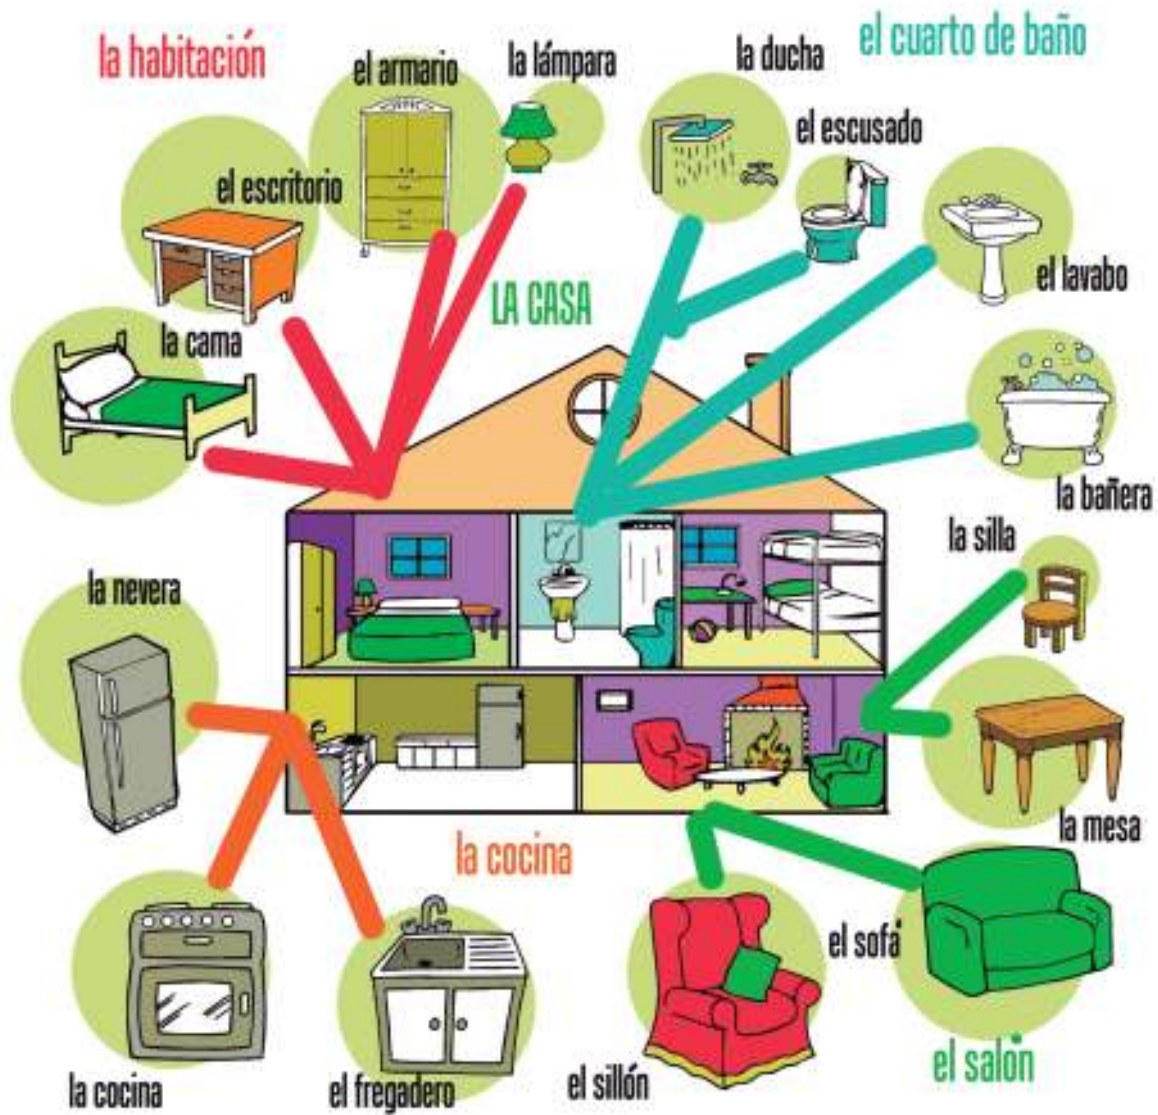 la habitación
el armario
la lámpara
la ducha
el cuarto de baño
el escritorio
el escusado
el lavabo
la cama
LA CASA
la bañera
la silla
la nevera
la mesa
la cocina
el sofá
la cocina
el fregadero
el sillón
el salón